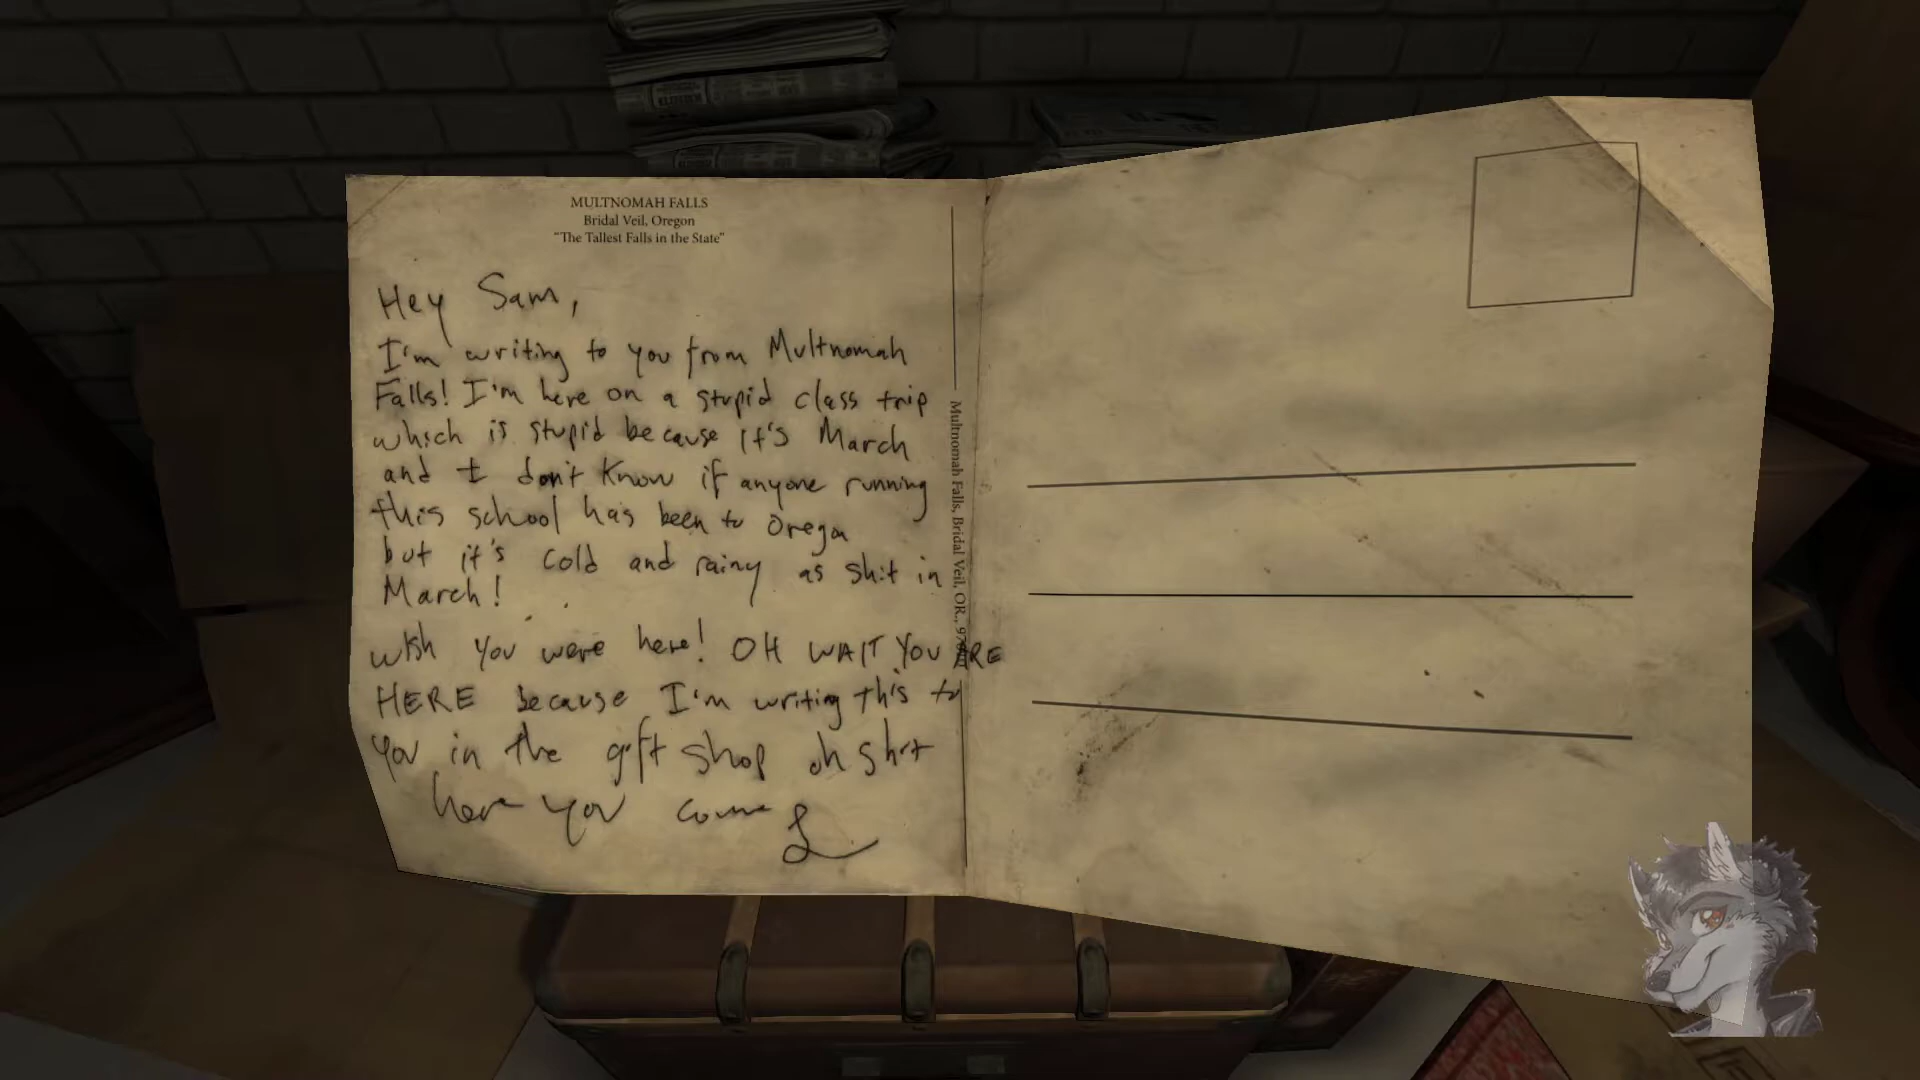 MULTNOMAH FALLS
Bridal Veil, Oregon
"The Tallest Falls in the State"
Hey Sam,
I'm writing to you from Multnomah
Falls! I'm here on a stupid class trip
which is stupid because it's March
and I don't know if anyone running
this school has been to Oregon
but it's cold and rainy as shit in
March!
wish you were here! OH WAIT YOU ARE
HERE because I'm writing this to
you in the gift shop oh shit
here you come
L
Multnomah Falls, Bridal Veil, OR.,